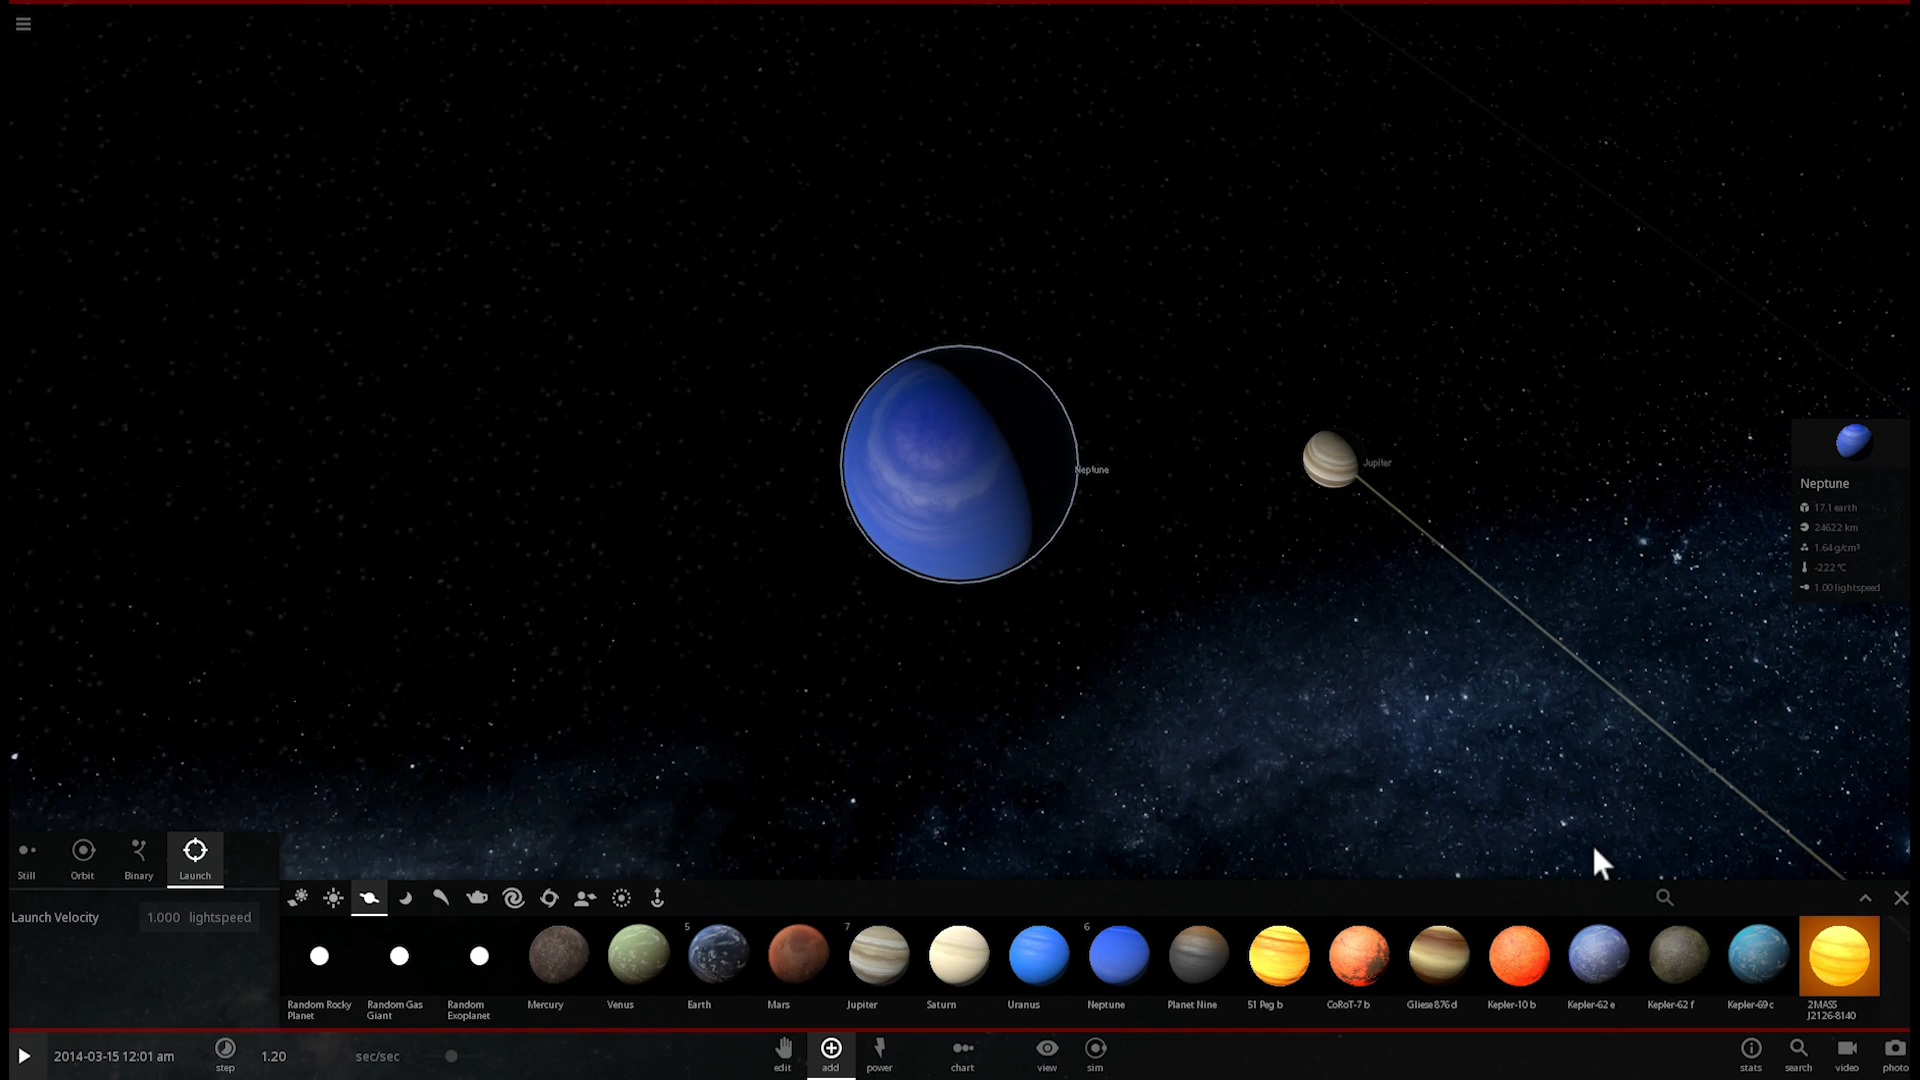 Neptune
Jupiter
Neptune
17.1 earth
24622 km
1.64 g/cm³
-222 °C
1.00 lightspeed
Still
Orbit
Binary
Launch
Launch Velocity
1.000 lightspeed
5
7
6
Random Rocky
Planet
Random Gas
Giant
Random
Exoplanet
Mercury
Venus
Earth
Mars
Jupiter
Saturn
Uranus
Neptune
Planet Nine
51 Peg b
CoRoT-7 b
Gliese 876 d
Kepler-10 b
Kepler-62 e
Kepler-62 f
Kepler-69 c
2MASS
J2126-8140
2014-03-15 12:01 am
step
1.20
sec/sec
edit
add
power
chart
view
sim
stats
search
video
photo